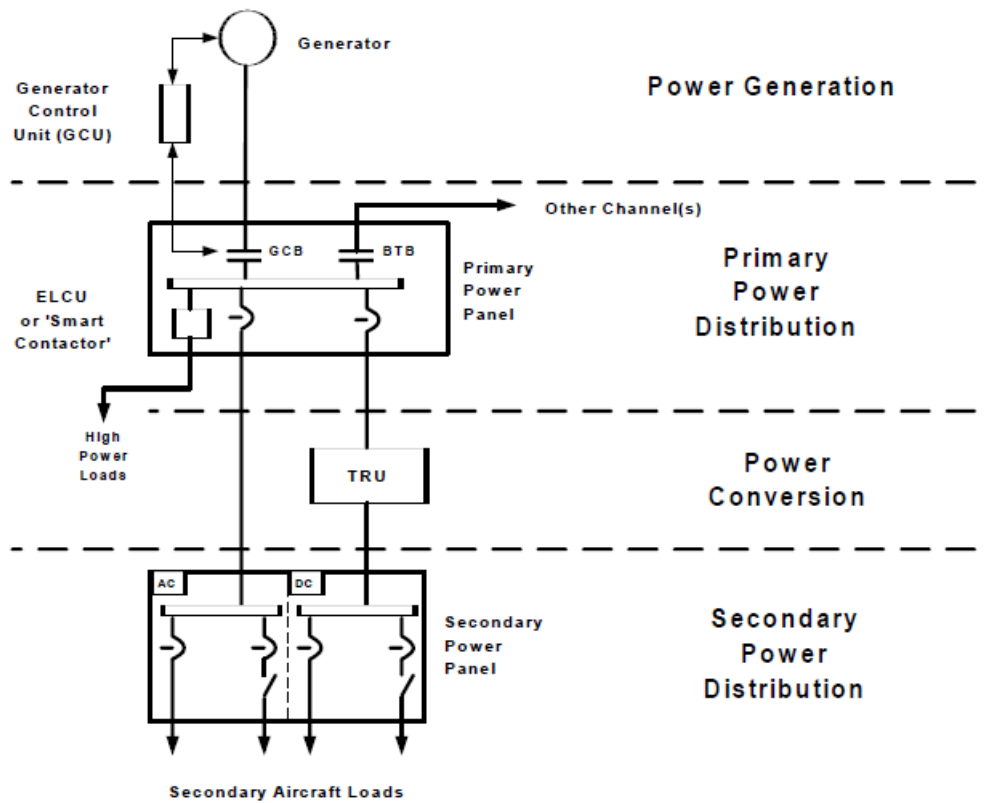 Generator
Generator
Control
Unit (GCU)
Power Generation
Other Channel(s)
GCB
BTB
Primary
Power
Panel
Primary
Power
Distribution
ELCU
or 'Smart
Contactor'
High
Power
Loads
TRU
Power
Conversion
AC
DC
Secondary
Power
Panel
Secondary
Power
Distribution
Secondary Aircraft Loads